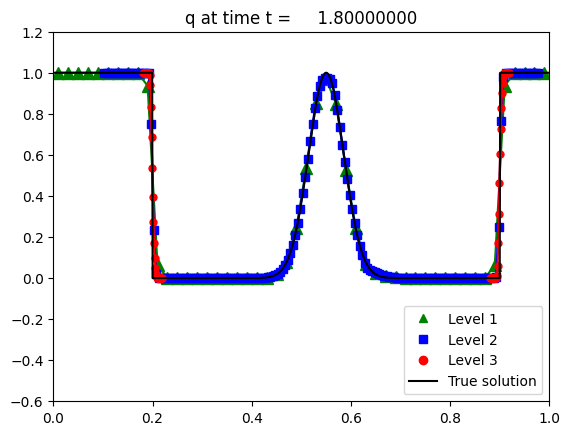 q at time t =     1.80000000
1.2
1.0
0.8
0.6
0.4
0.2
0.0
−0.2
−0.4
−0.6
0.0 0.2 0.4 0.6 0.8 1.0
Level 1
Level 2
Level 3
True solution